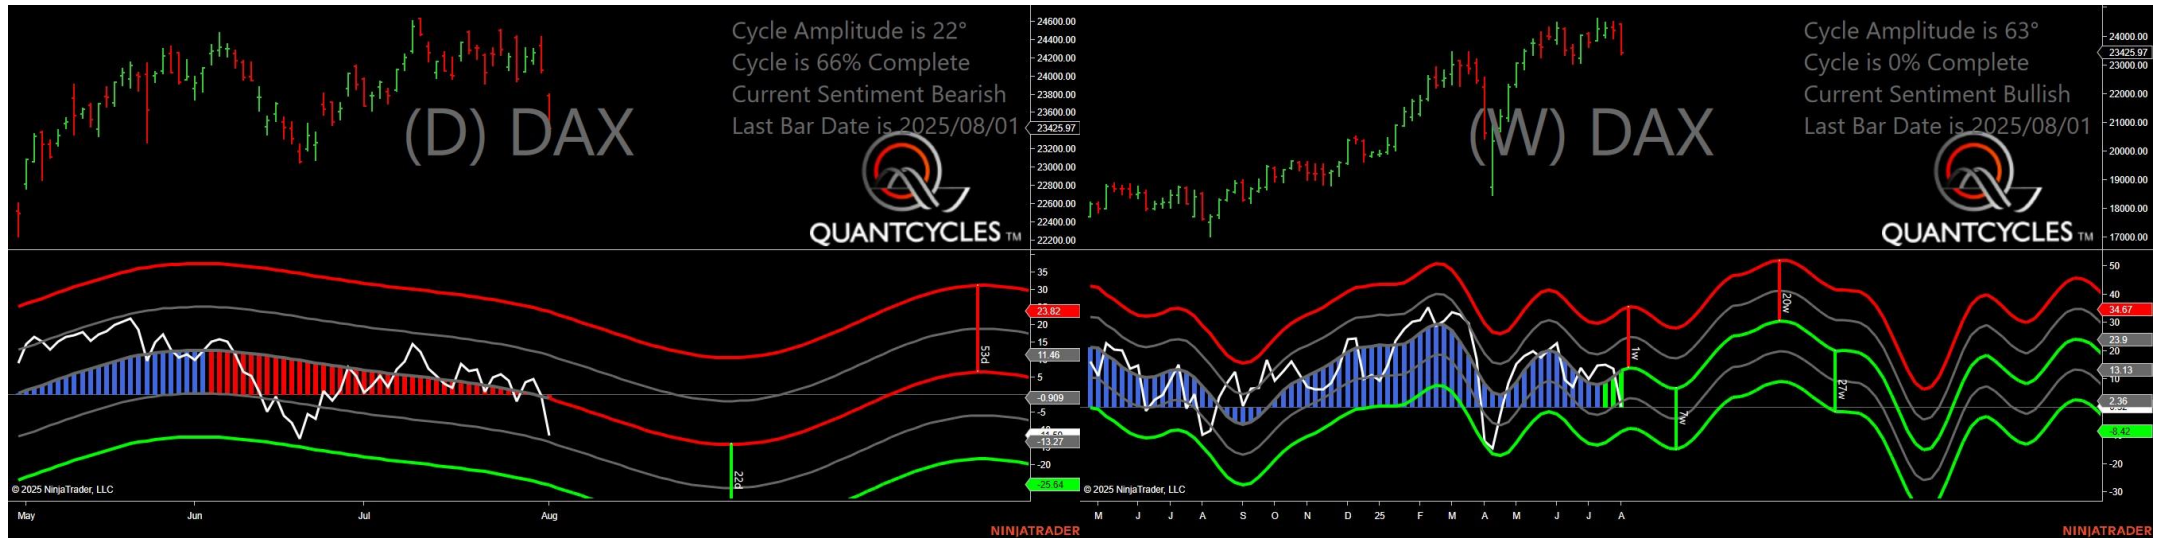 Cycle Amplitude is 22°
Cycle is 66% Complete
Current Sentiment Bearish
Last Bar Date is 2025/08/01
(D) DAX
QUANTCYCLES TM
24600.00
24400.00
24200.00
24000.00
23800.00
23600.00
23425.97
23200.00
23000.00
22800.00
22600.00
22400.00
22200.00
35
30
23.82
20
15
11.46
5
-0.909
-5
-13.27
-20
-25.64
53d
22d
© 2025 NinjaTrader, LLC
May Jun Jul Aug
NINJATRADER
Cycle Amplitude is 63°
Cycle is 0% Complete
Current Sentiment Bullish
Last Bar Date is 2025/08/01
(W) DAX
QUANTCYCLES TM
24000.00
23425.97
23000.00
22000.00
21000.00
20000.00
19000.00
18000.00
17000.00
50
40
34.67
30
23.9
20
13.13
10
2.36
-8.42
-20
-30
1w
7w
20w
27w
© 2025 NinjaTrader, LLC
M J J A S O N D 25 F M A M J J A
NINJATRADER